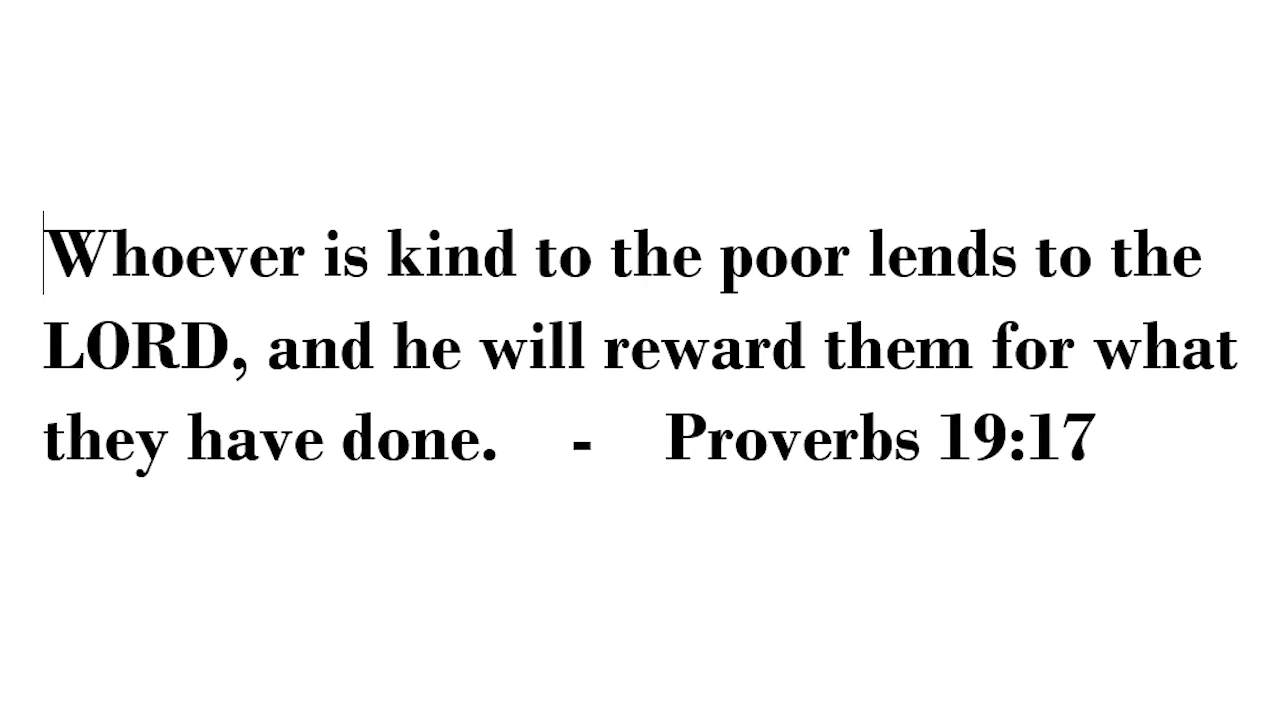 Whoever is kind to the poor lends to the
LORD, and he will reward them for what
they have done.    -    Proverbs 19:17